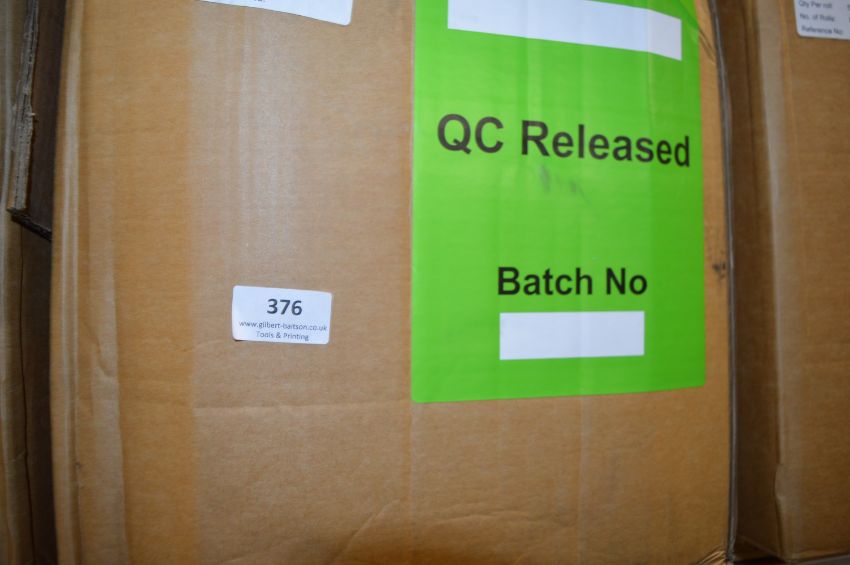 Qty Per roll:
No. of Rolls:
Reference No:
QC Released
Batch No
376
www.gilbert-baitson.co.uk
Tools & Printing